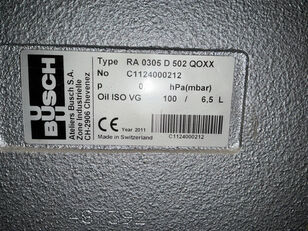 BUSCH
Ateliers Busch S.A.
Zone Industrielle
CH-2906 Chevenez
Type RA 0305 D 502 QOXX
No C1124000212
p 0 hPa(mbar)
Oil ISO VG 100 / 6,5 L
CE Year 2011
Made in Switzerland
C1124000212